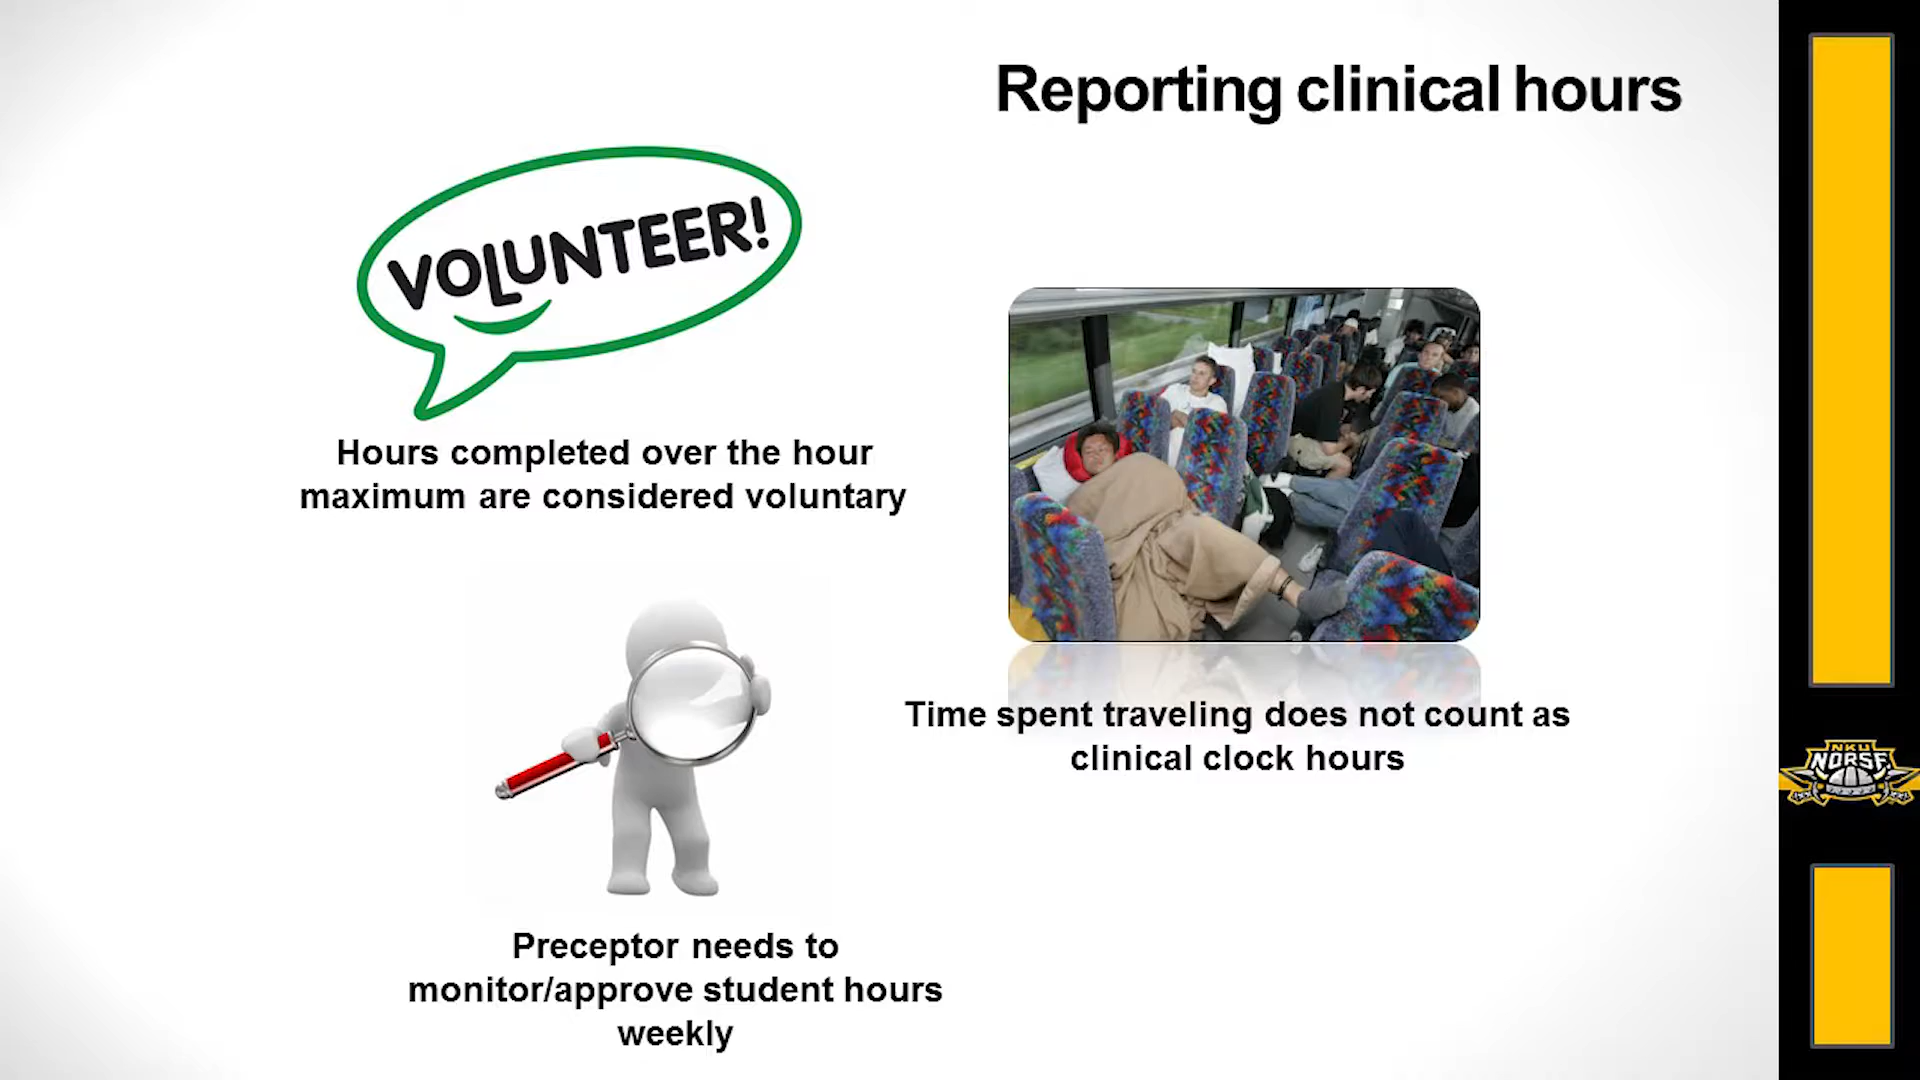 Reporting clinical hours
VOLUNTEER!
Hours completed over the hour
maximum are considered voluntary
Time spent traveling does not count as
clinical clock hours
NKU
NORSE
Preceptor needs to
monitor/approve student hours
weekly